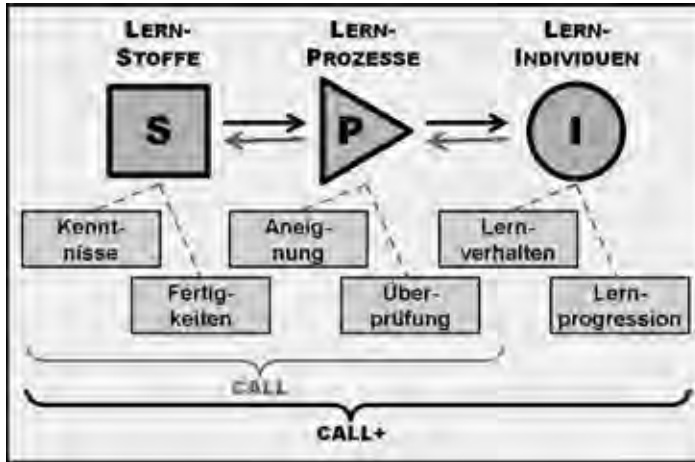 LERN-
STOFFE
LERN-
PROZESSE
LERN-
INDIVIDUEN
S
P
I
Kennt-
nisse
Aneig-
nung
Lern-
verhalten
Fertig-
keiten
Über-
prüfung
Lern-
progression
CALL
CALL+